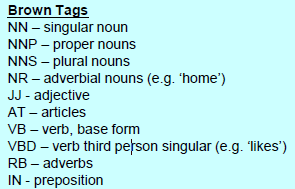 Brown Tags
NN – singular noun
NNP – proper nouns
NNS – plural nouns
NR – adverbial nouns (e.g. ‘home’)
JJ - adjective
AT – articles
VB – verb, base form
VBD – verb third person singular (e.g. ‘likes’)
RB – adverbs
IN - preposition